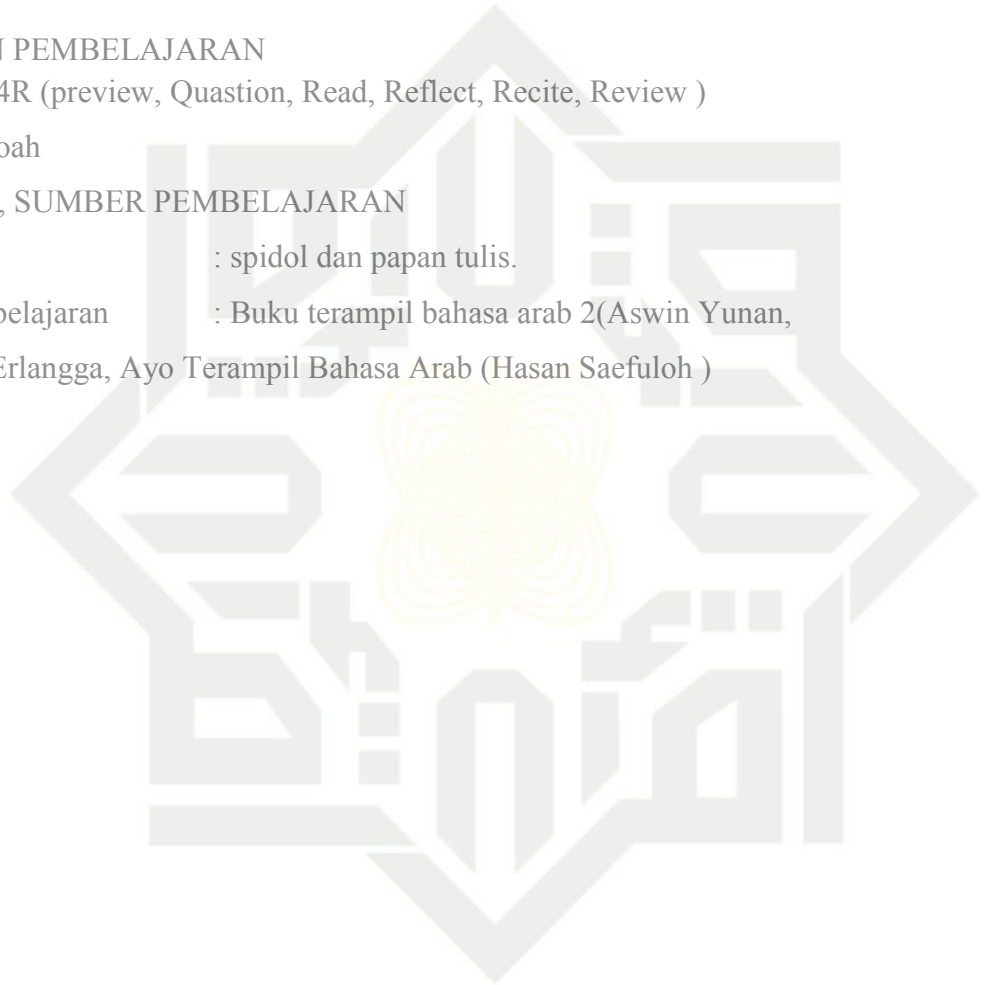 N PEMBELAJARAN
4R (preview, Quastion, Read, Reflect, Recite, Review )
oah
, SUMBER PEMBELAJARAN
: spidol dan papan tulis.
belajaran : Buku terampil bahasa arab 2(Aswin Yunan,
Erlangga, Ayo Terampil Bahasa Arab (Hasan Saefuloh )